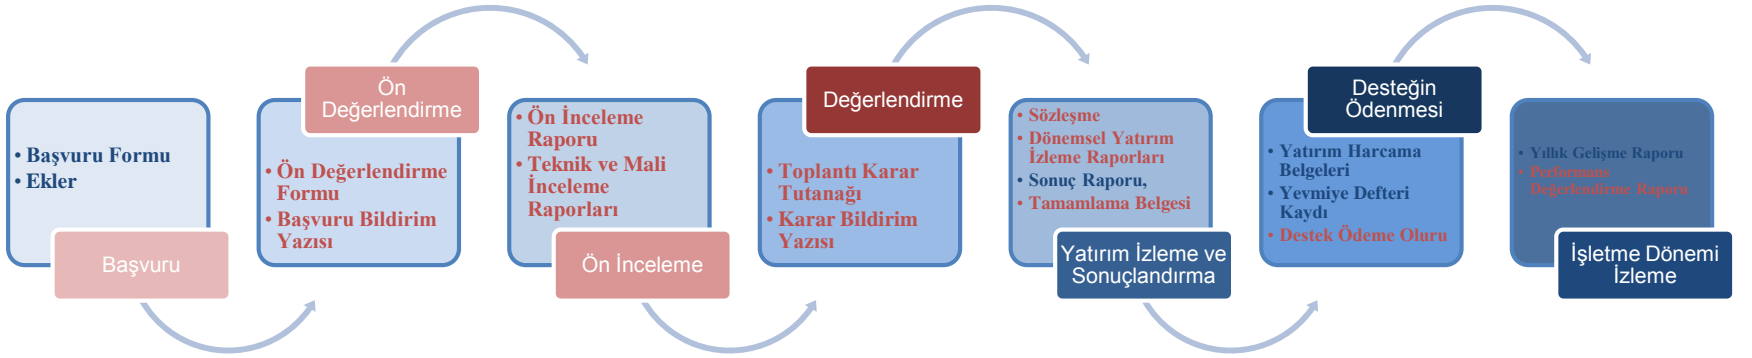 • Başvuru Formu
• Ekler
Başvuru
Ön
Değerlendirme
• Ön Değerlendirme
Formu
• Başvuru Bildirim
Yazısı
• Ön İnceleme
Raporu
• Teknik ve Mali
İnceleme
Raporları
Ön İnceleme
Değerlendirme
• Toplantı Karar
Tutanağı
• Karar Bildirim
Yazısı
• Sözleşme
• Dönemsel Yatırım
İzleme Raporları
• Sonuç Raporu,
• Tamamlama Belgesi
Yatırım İzleme ve
Sonuçlandırma
Desteğin
Ödenmesi
• Yatırım Harcama
Belgeleri
• Yevmiye Defteri
Kaydı
• Destek Ödeme Oluru
• Yıllık Gelişme Raporu
• Performans
Değerlendirme Raporu
İşletme Dönemi
İzleme